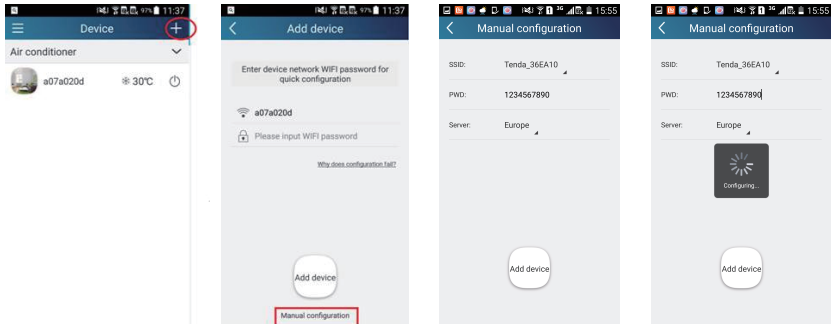 97% 11:37
Device
Air conditioner
a07a020d
30℃
97% 11:37
Add device
Enter device network WIFI password for
quick configuration
a07a020d
Please input WIFI password
Why does configuration fail?
Add device
Manual configuration
3G 15:55
Manual configuration
SSID: Tenda_36EA10
PWD: 1234567890
Server: Europe
Add device
3G 15:55
Manual configuration
SSID: Tenda_36EA10
PWD: 1234567890
Server: Europe
Configuring...
Add device